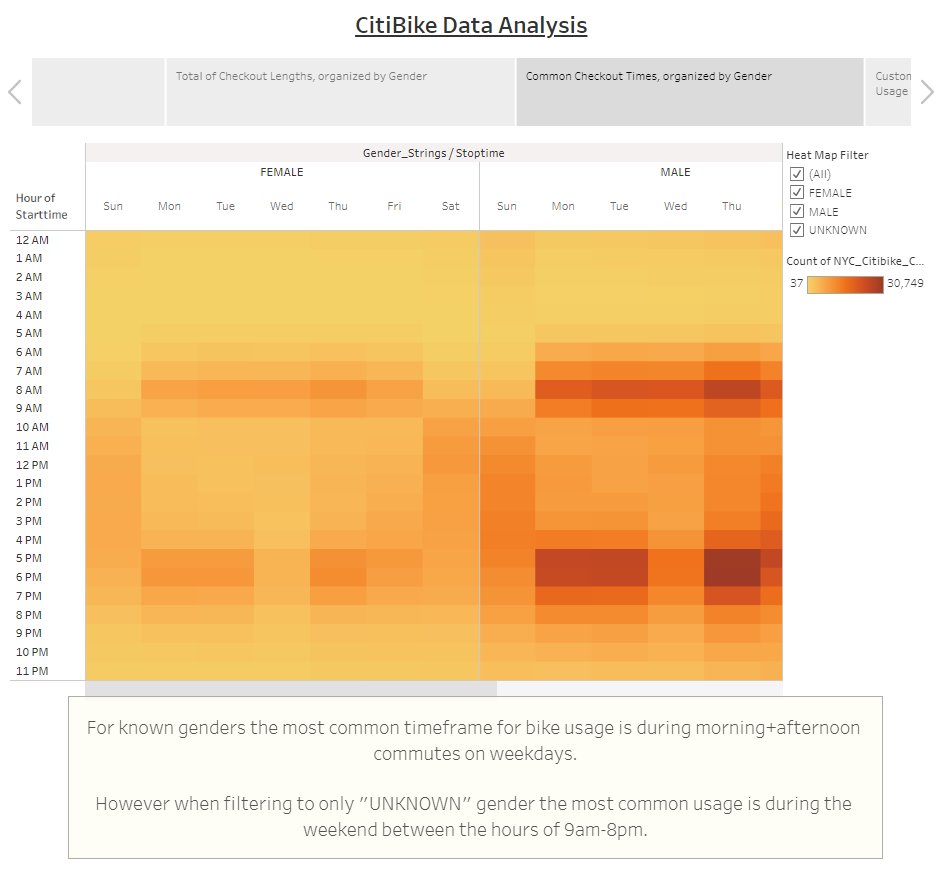 CitiBike Data Analysis
Total of Checkout Lengths, organized by Gender
Common Checkout Times, organized by Gender
Custon
Usage
Gender_Strings / Stoptime
Heat Map Filter
FEMALE
MALE
(All)
FEMALE
MALE
UNKNOWN
Hour of
Starttime
Sun Mon Tue Wed Thu Fri Sat Sun Mon Tue Wed Thu
Count of NYC_Citibike_C...
37 30,749
12 AM
1 AM
2 AM
3 AM
4 AM
5 AM
6 AM
7 AM
8 AM
9 AM
10 AM
11 AM
12 PM
1 PM
2 PM
3 PM
4 PM
5 PM
6 PM
7 PM
8 PM
9 PM
10 PM
11 PM
For known genders the most common timeframe for bike usage is during morning+afternoon
commutes on weekdays.
However when filtering to only "UNKNOWN" gender the most common usage is during the
weekend between the hours of 9am-8pm.